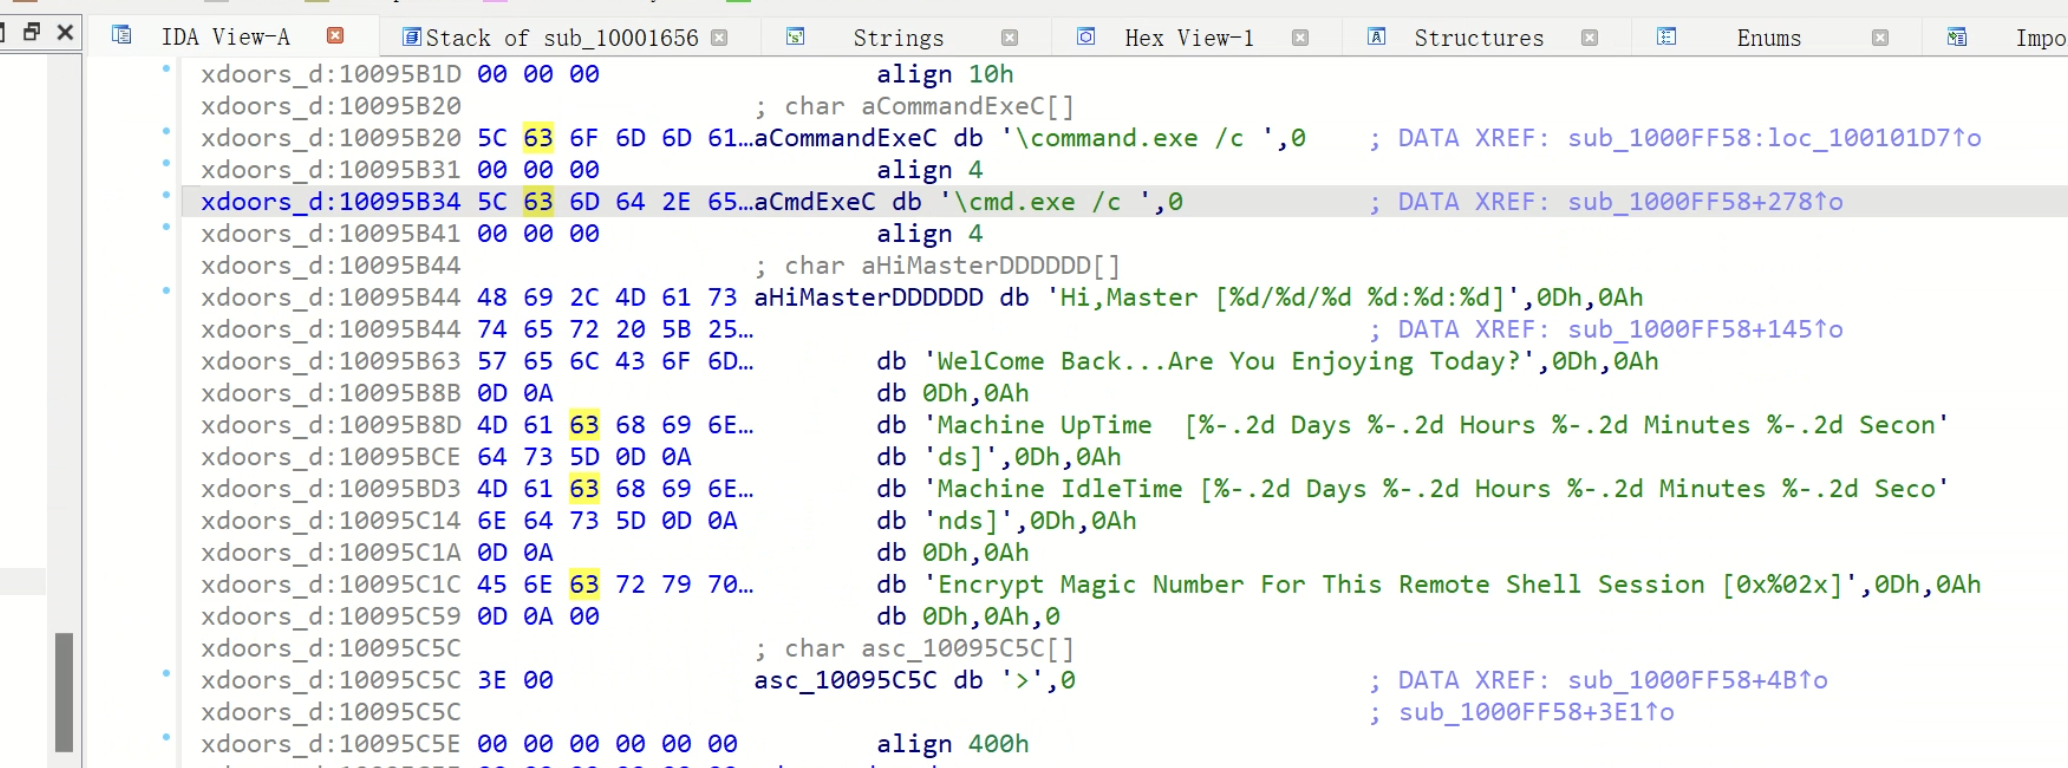 IDA View-A Stack of sub_10001656 Strings Hex View-1 Structures Enums Impo
xdoors_d:10095B1D 00 00 00 align 10h
xdoors_d:10095B20 ; char aCommandExeC[]
xdoors_d:10095B20 5C 63 6F 6D 6D 61…aCommandExeC db '\command.exe /c ',0 ; DATA XREF: sub_1000FF58:loc_100101D7↑o
xdoors_d:10095B31 00 00 00 align 4
xdoors_d:10095B34 5C 63 6D 64 2E 65…aCmdExeC db '\cmd.exe /c ',0 ; DATA XREF: sub_1000FF58+278↑o
xdoors_d:10095B41 00 00 00 align 4
xdoors_d:10095B44 ; char aHiMasterDDDDDD[]
xdoors_d:10095B44 48 69 2C 4D 61 73 aHiMasterDDDDDD db 'Hi,Master [%d/%d/%d %d:%d:%d]',0Dh,0Ah
xdoors_d:10095B44 74 65 72 20 5B 25… ; DATA XREF: sub_1000FF58+145↑o
xdoors_d:10095B63 57 65 6C 43 6F 6D… db 'WelCome Back...Are You Enjoying Today?',0Dh,0Ah
xdoors_d:10095B8B 0D 0A db 0Dh,0Ah
xdoors_d:10095B8D 4D 61 63 68 69 6E… db 'Machine UpTime  [%-.2d Days %-.2d Hours %-.2d Minutes %-.2d Secon'
xdoors_d:10095BCE 64 73 5D 0D 0A db 'ds]',0Dh,0Ah
xdoors_d:10095BD3 4D 61 63 68 69 6E… db 'Machine IdleTime [%-.2d Days %-.2d Hours %-.2d Minutes %-.2d Seco'
xdoors_d:10095C14 6E 64 73 5D 0D 0A db 'nds]',0Dh,0Ah
xdoors_d:10095C1A 0D 0A db 0Dh,0Ah
xdoors_d:10095C1C 45 6E 63 72 79 70… db 'Encrypt Magic Number For This Remote Shell Session [0x%02x]',0Dh,0Ah
xdoors_d:10095C59 0D 0A 00 db 0Dh,0Ah,0
xdoors_d:10095C5C ; char asc_10095C5C[]
xdoors_d:10095C5C 3E 00 asc_10095C5C db '>',0 ; DATA XREF: sub_1000FF58+4B↑o
xdoors_d:10095C5C ; sub_1000FF58+3E1↑o
xdoors_d:10095C5E 00 00 00 00 00 00 align 400h